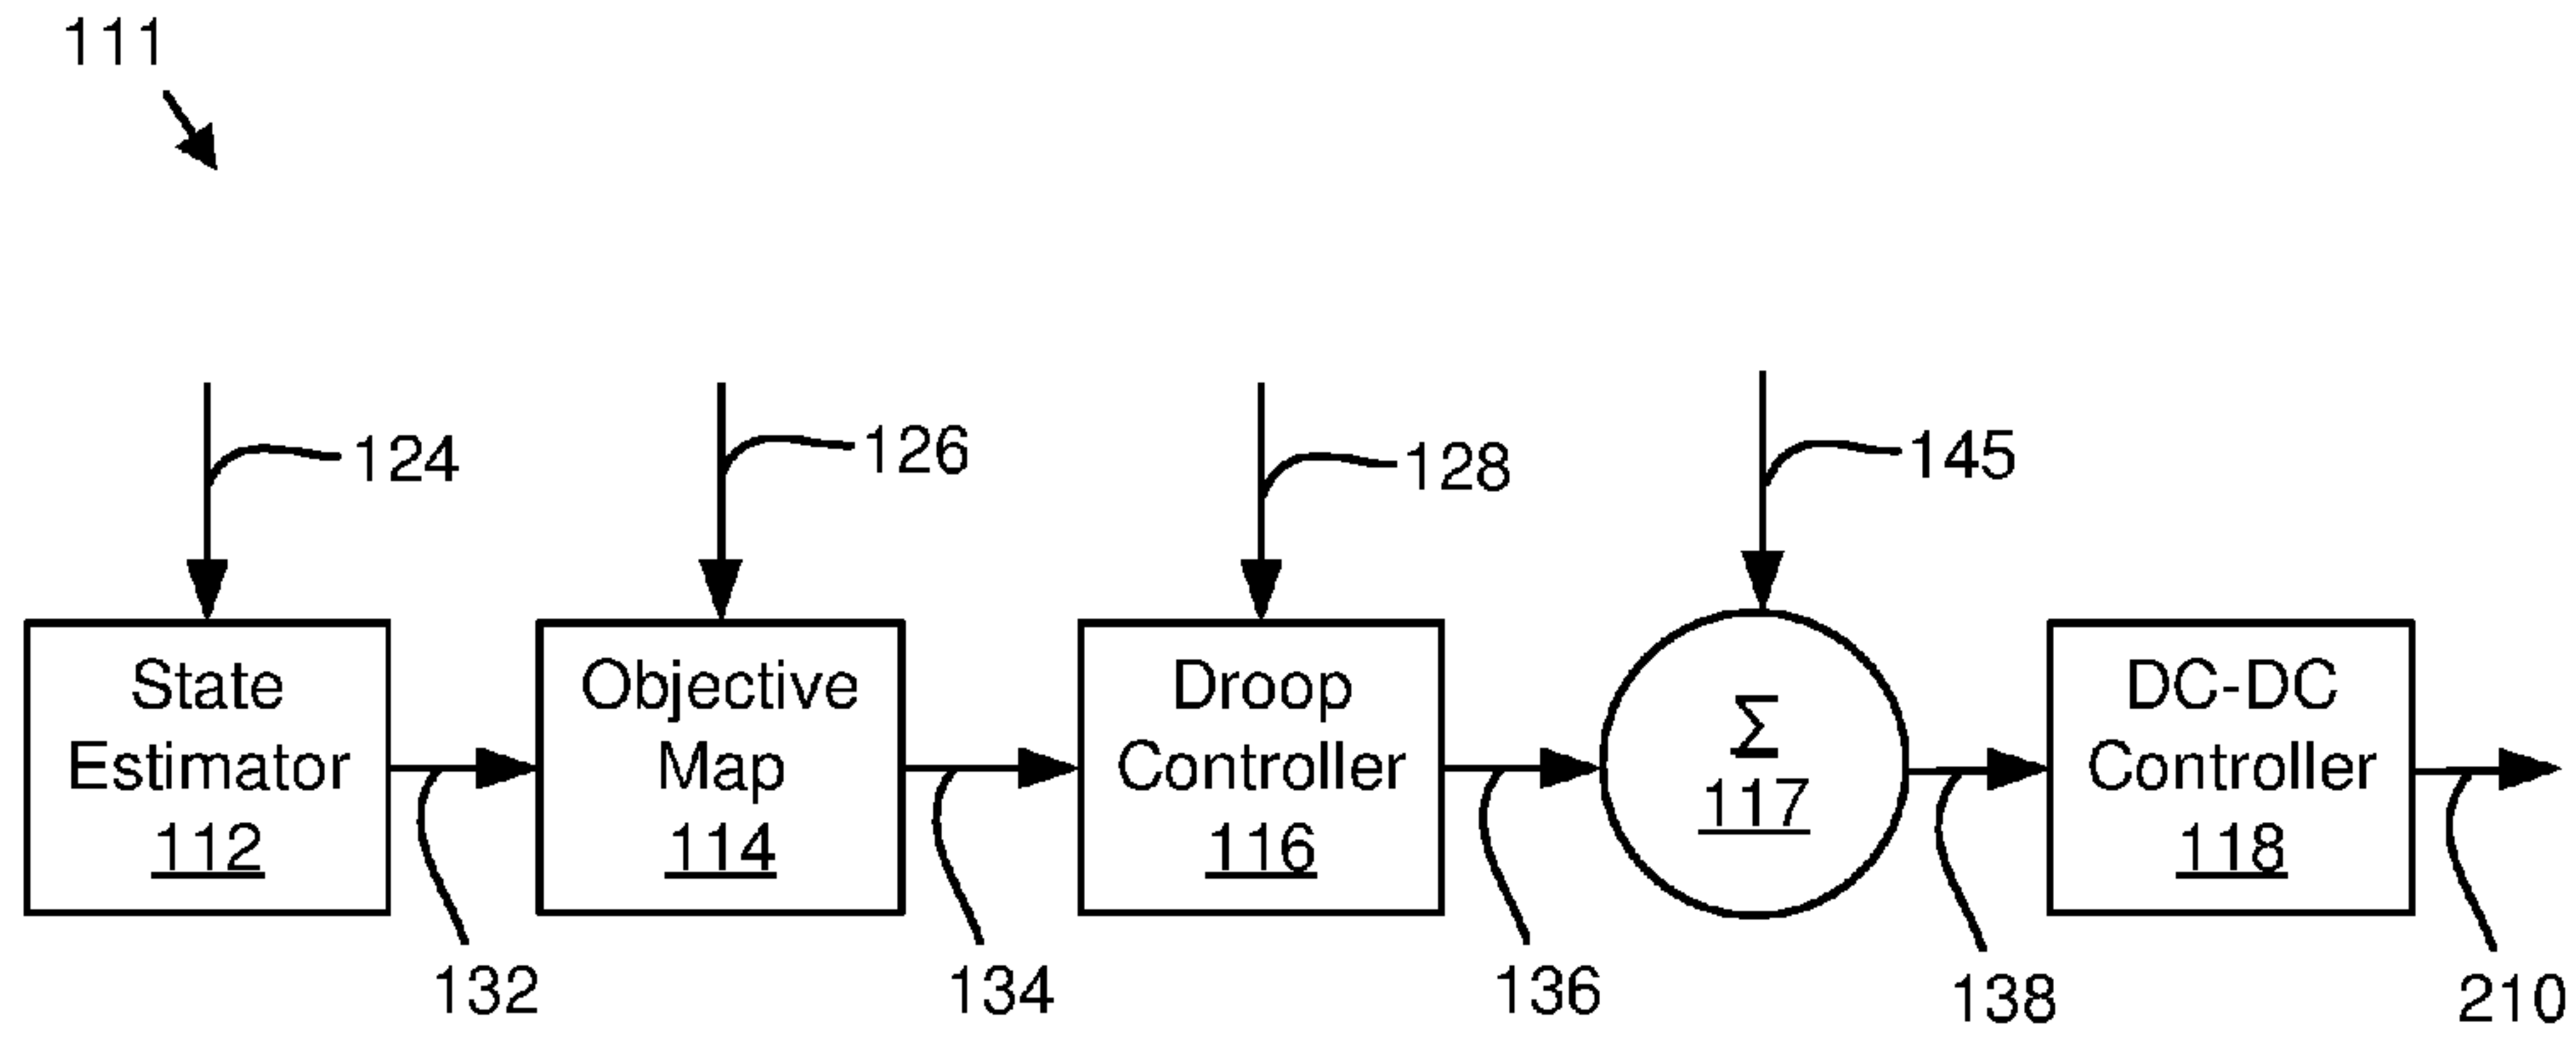 111
124
126
128
145
State
Estimator
112
Objective
Map
114
Droop
Controller
116
Σ
117
DC-DC
Controller
118
132
134
136
138
210